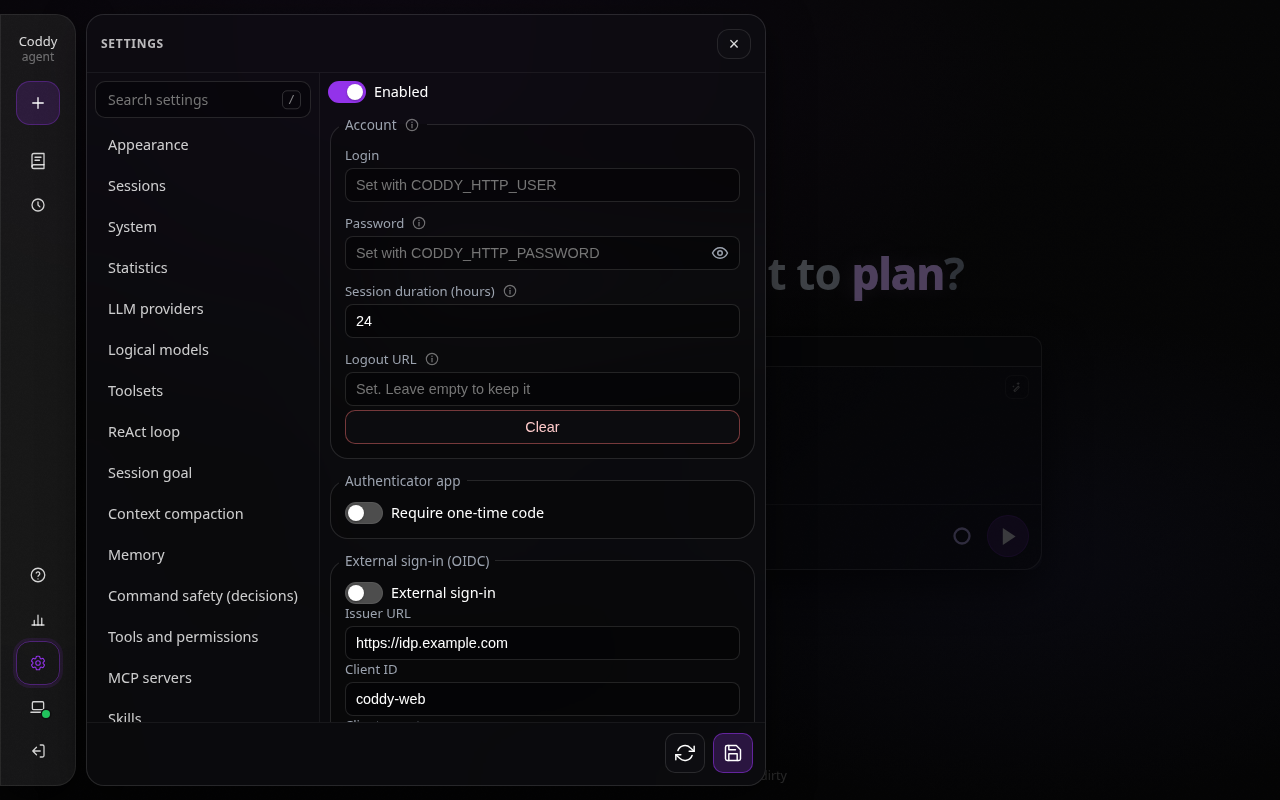 Coddy
agent
SETTINGS
Search settings
/
Appearance
Sessions
System
Statistics
LLM providers
Logical models
Toolsets
ReAct loop
Session goal
Context compaction
Memory
Command safety (decisions)
Tools and permissions
MCP servers
Skills
Enabled
Account
Login
Set with CODDY_HTTP_USER
Password
Set with CODDY_HTTP_PASSWORD
Session duration (hours)
24
Logout URL
Set. Leave empty to keep it
Clear
Authenticator app
Require one-time code
External sign-in (OIDC)
External sign-in
Issuer URL
https://idp.example.com
Client ID
coddy-web
t to plan?
dirty